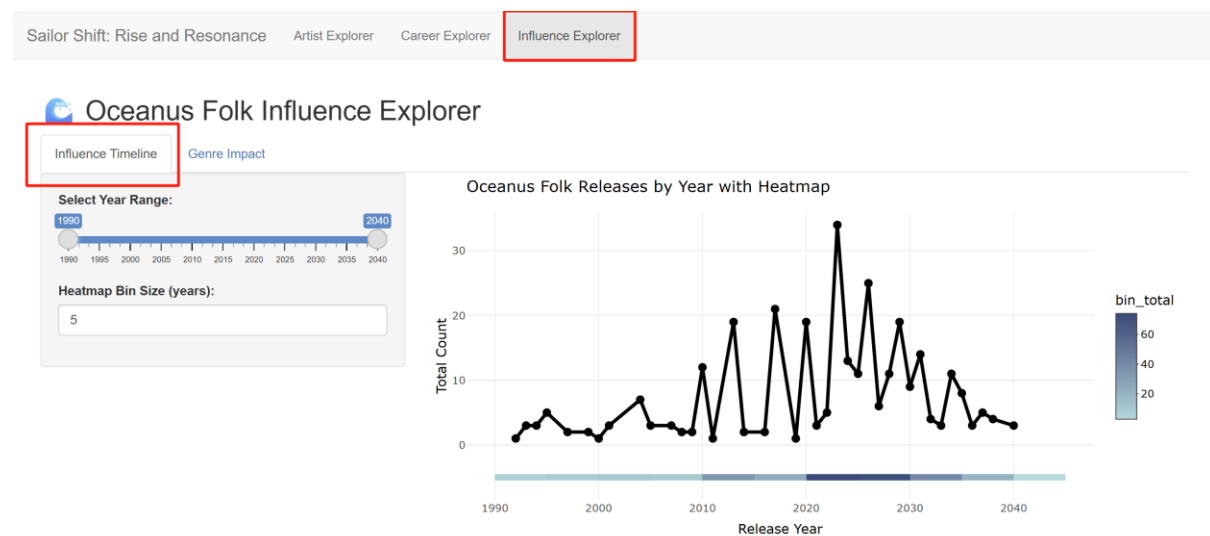 Sailor Shift: Rise and Resonance Artist Explorer Career Explorer Influence Explorer
Oceanus Folk Influence Explorer
Influence Timeline Genre Impact
Select Year Range:
1990 2040
1990 1995 2000 2005 2010 2015 2020 2025 2030 2035 2040
Heatmap Bin Size (years):
5
Oceanus Folk Releases by Year with Heatmap
Total Count
30
20
10
0
1990 2000 2010 2020 2030 2040
Release Year
bin_total
60
40
20